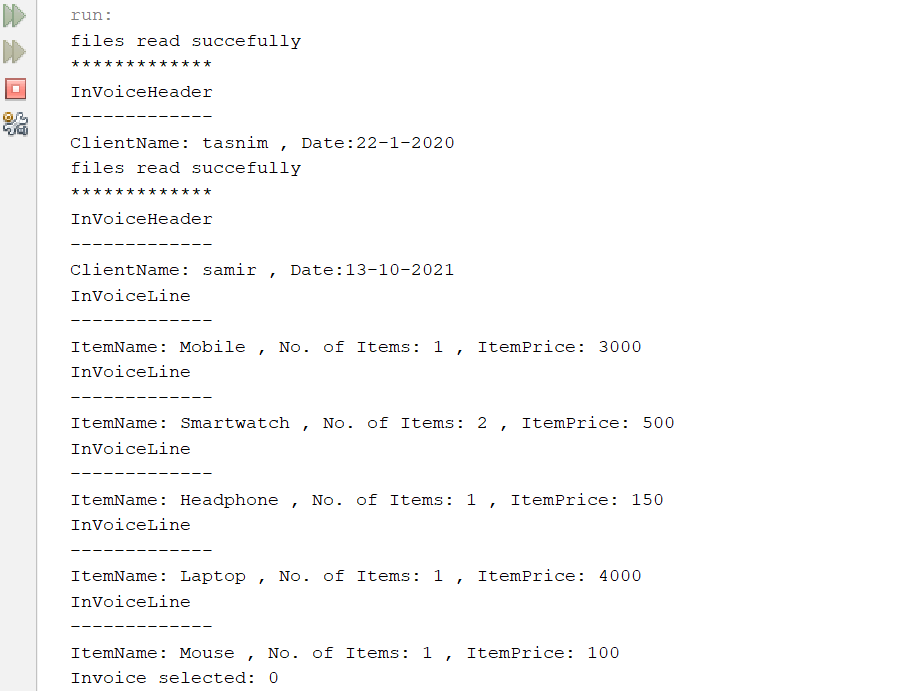 run:
files read succefully
*************
InVoiceHeader
-------------
ClientName: tasnim , Date:22-1-2020
files read succefully
*************
InVoiceHeader
-------------
ClientName: samir , Date:13-10-2021
InVoiceLine
-------------
ItemName: Mobile , No. of Items: 1 , ItemPrice: 3000
InVoiceLine
-------------
ItemName: Smartwatch , No. of Items: 2 , ItemPrice: 500
InVoiceLine
-------------
ItemName: Headphone , No. of Items: 1 , ItemPrice: 150
InVoiceLine
-------------
ItemName: Laptop , No. of Items: 1 , ItemPrice: 4000
InVoiceLine
-------------
ItemName: Mouse , No. of Items: 1 , ItemPrice: 100
Invoice selected: 0